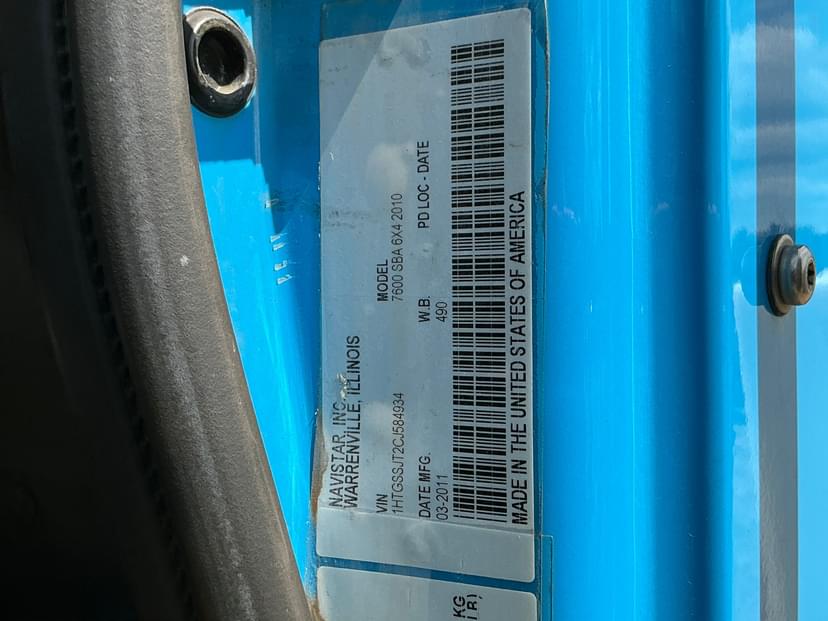 NAVISTAR, INC.
WARRENVILLE, ILLINOIS
VIN MODEL
1HTGSSJT2CJ584934 7600 SBA 6X4 2010
DATE MFG. W.B. PD LOC - DATE
03-2011 490
MADE IN THE UNITED STATES OF AMERICA
KG